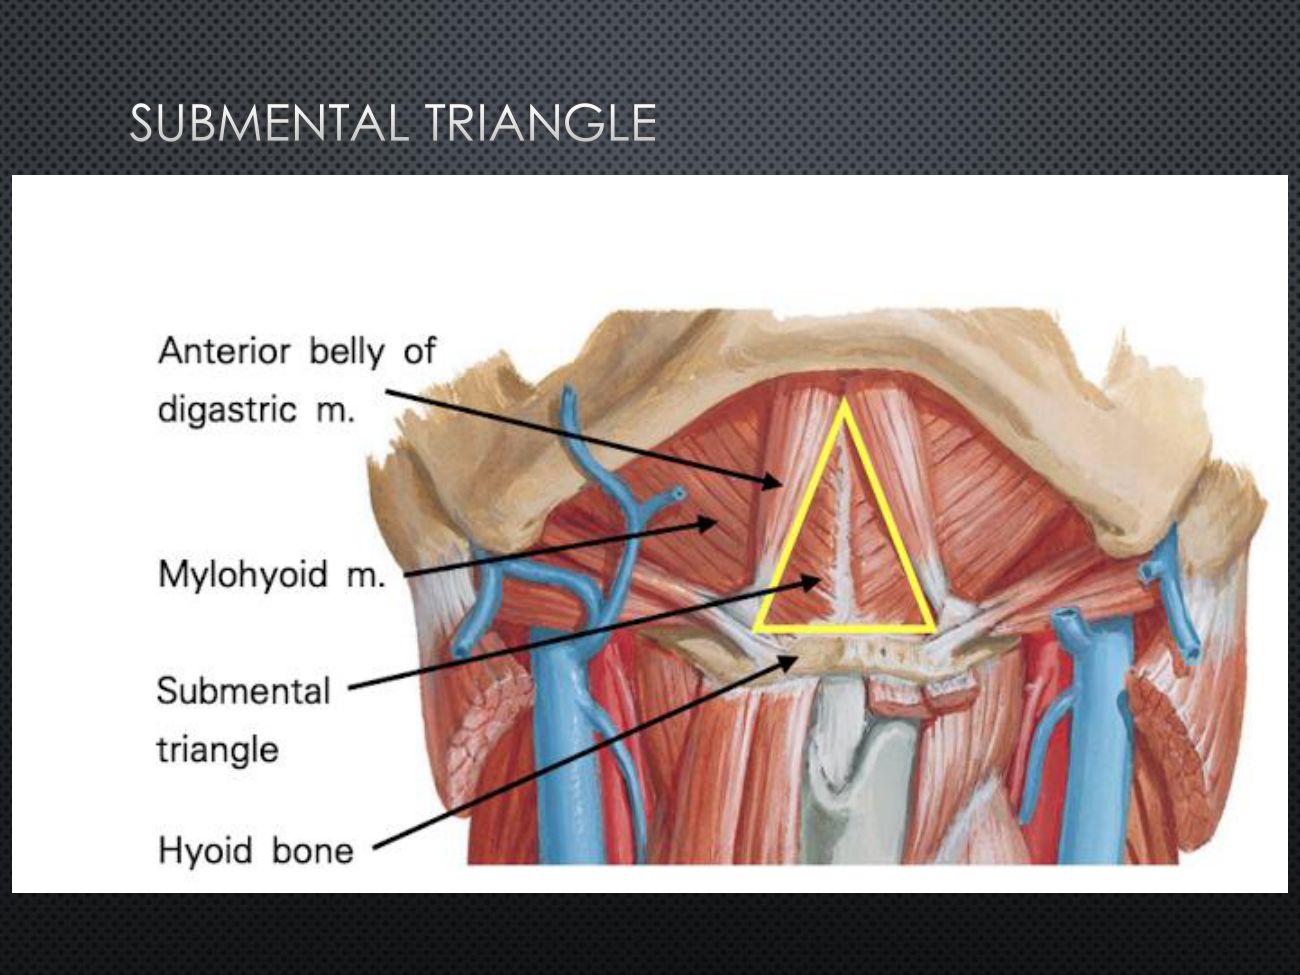 SUBMENTAL TRIANGLE
Anterior belly of
digastric m.
Mylohyoid m.
Submental
triangle
Hyoid bone